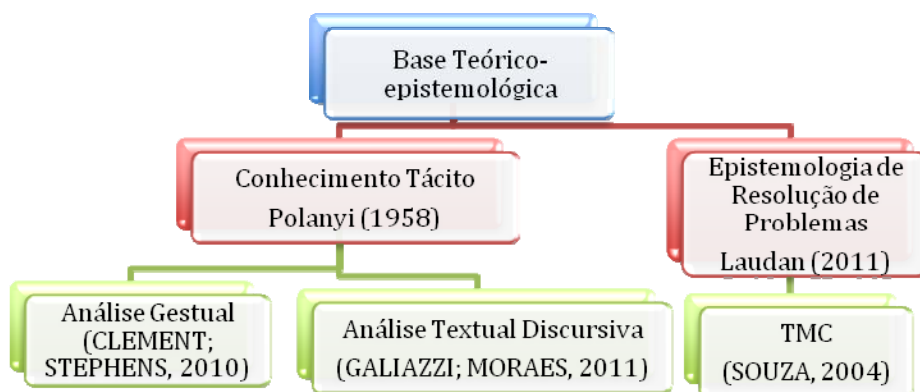 Base Teórico-
epistemológica
Conhecimento Tácito
Polanyi (1958)
Epistemologia de
Resolução de
Problemas
Laudan (2011)
Análise Gestual
(CLEMENT;
STEPHENS, 2010)
Análise Textual Discursiva
(GALIAZZI; MORAES, 2011)
TMC
(SOUZA, 2004)